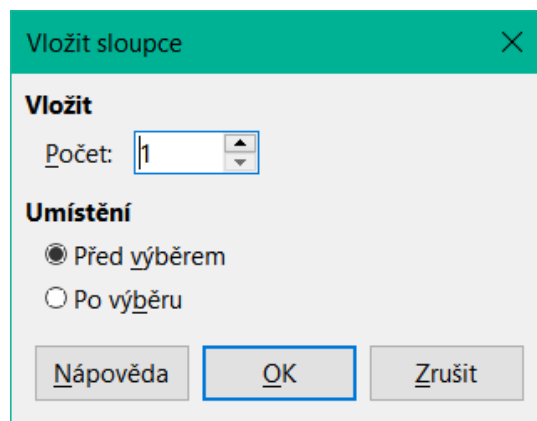 Vložit sloupce
Vložit
Počet: 1
Umístění
Před výběrem
Po výběru
Nápověda OK Zrušit